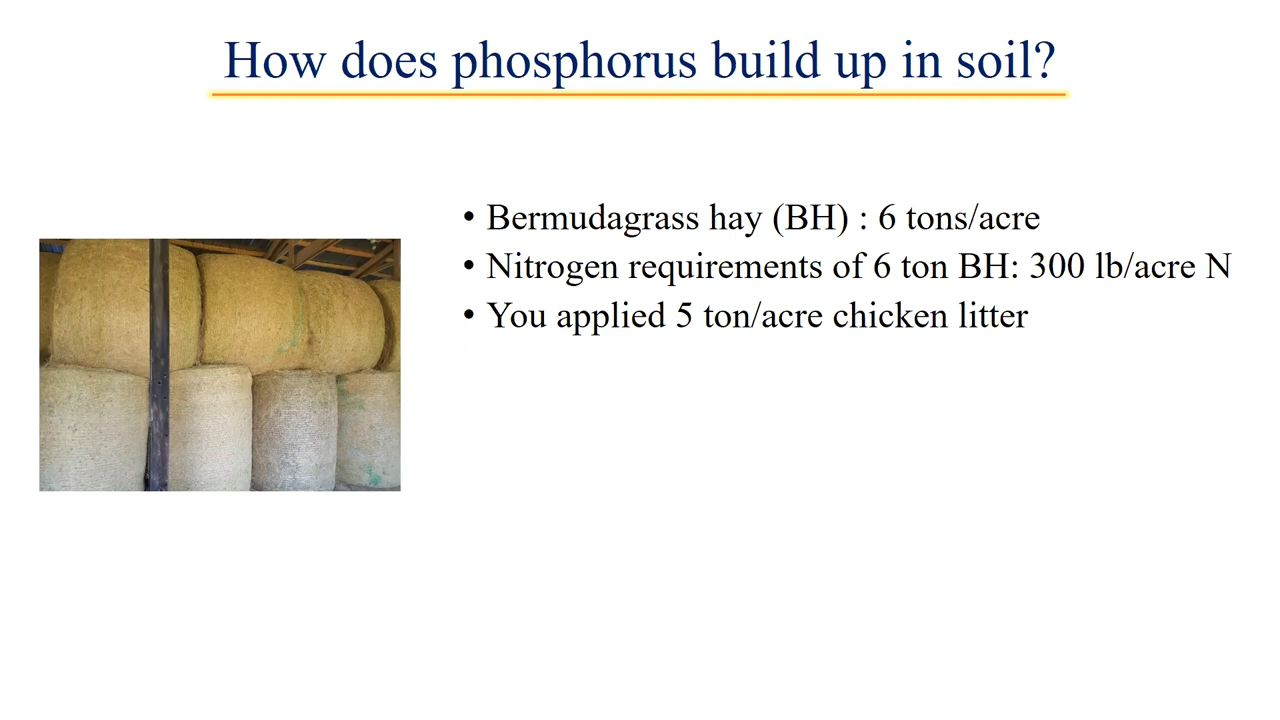 How does phosphorus build up in soil?
• Bermudagrass hay (BH) : 6 tons/acre
• Nitrogen requirements of 6 ton BH: 300 lb/acre N
• You applied 5 ton/acre chicken litter